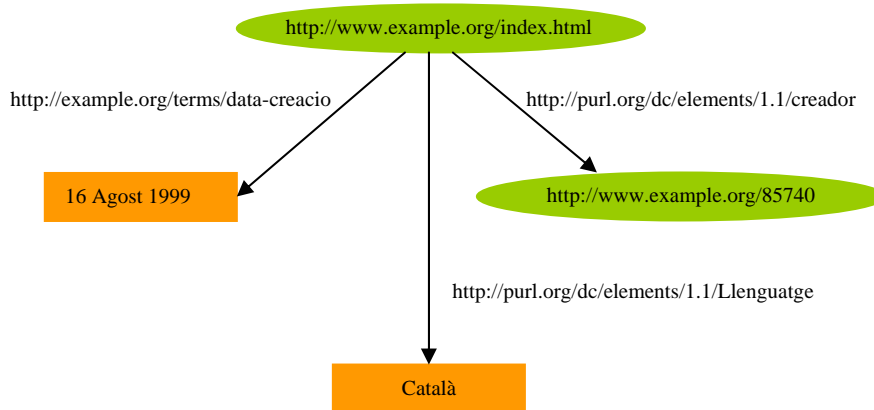 http://www.example.org/index.html
http://example.org/terms/data-creacio
http://purl.org/dc/elements/1.1/creador
16 Agost 1999
http://www.example.org/85740
http://purl.org/dc/elements/1.1/Llenguatge
Català